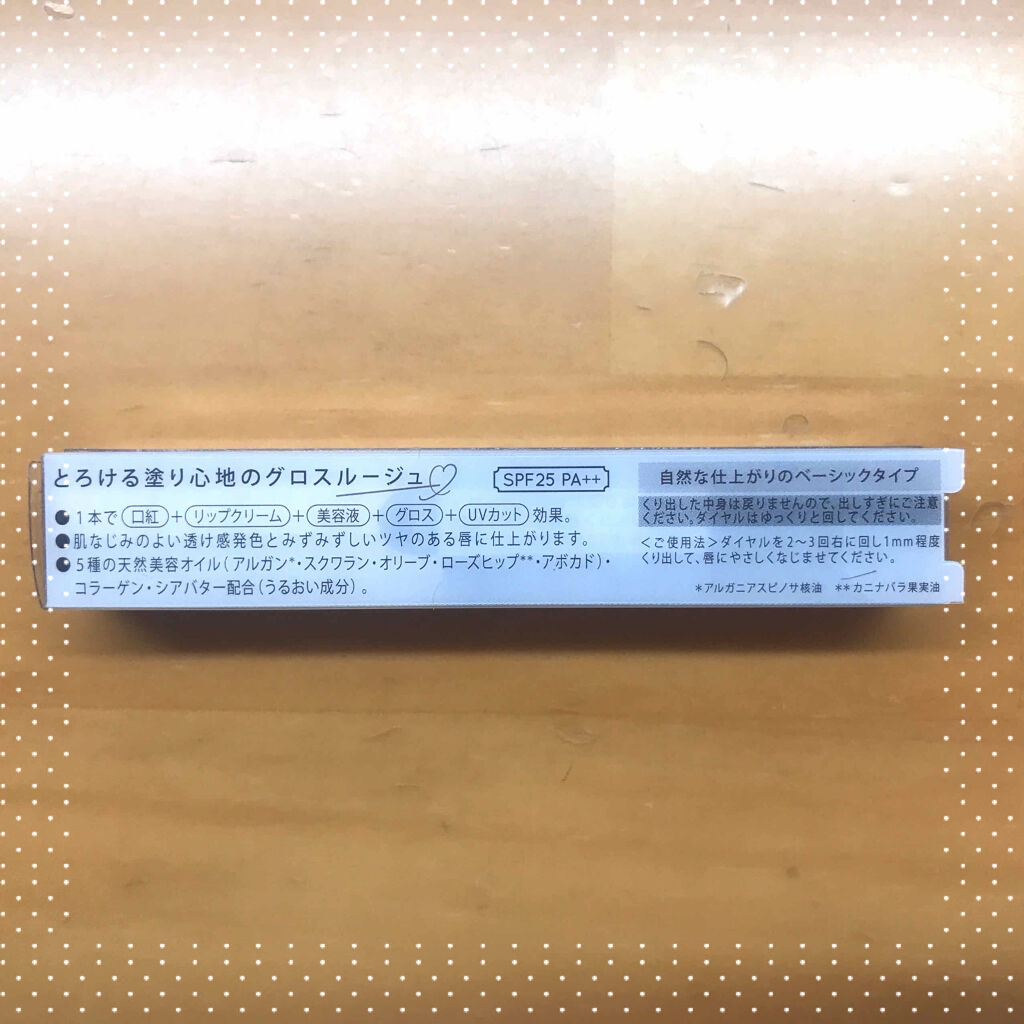 とろける塗り心地のグロスルージュ
SPF25 PA++
●1本で 口紅+リップクリーム+美容液+グロス+UVカット 効果。
●肌なじみのよい透け感発色とみずみずしいツヤのある唇に仕上がります。
●5種の天然美容オイル(アルガン*・スクワラン・オリーブ・ローズヒップ**・アボカド)・
コラーゲン・シアバター配合(うるおい成分)。
自然な仕上がりのベーシックタイプ
くり出した中身は戻りませんので、出しすぎにご注意
ください。ダイヤルはゆっくりと回してください。
<ご使用法>ダイヤルを2〜3回右に回し1mm程度
くり出して、唇にやさしくなじませてください。
*アルガニアスピノサ核油 **カニナバラ果実油